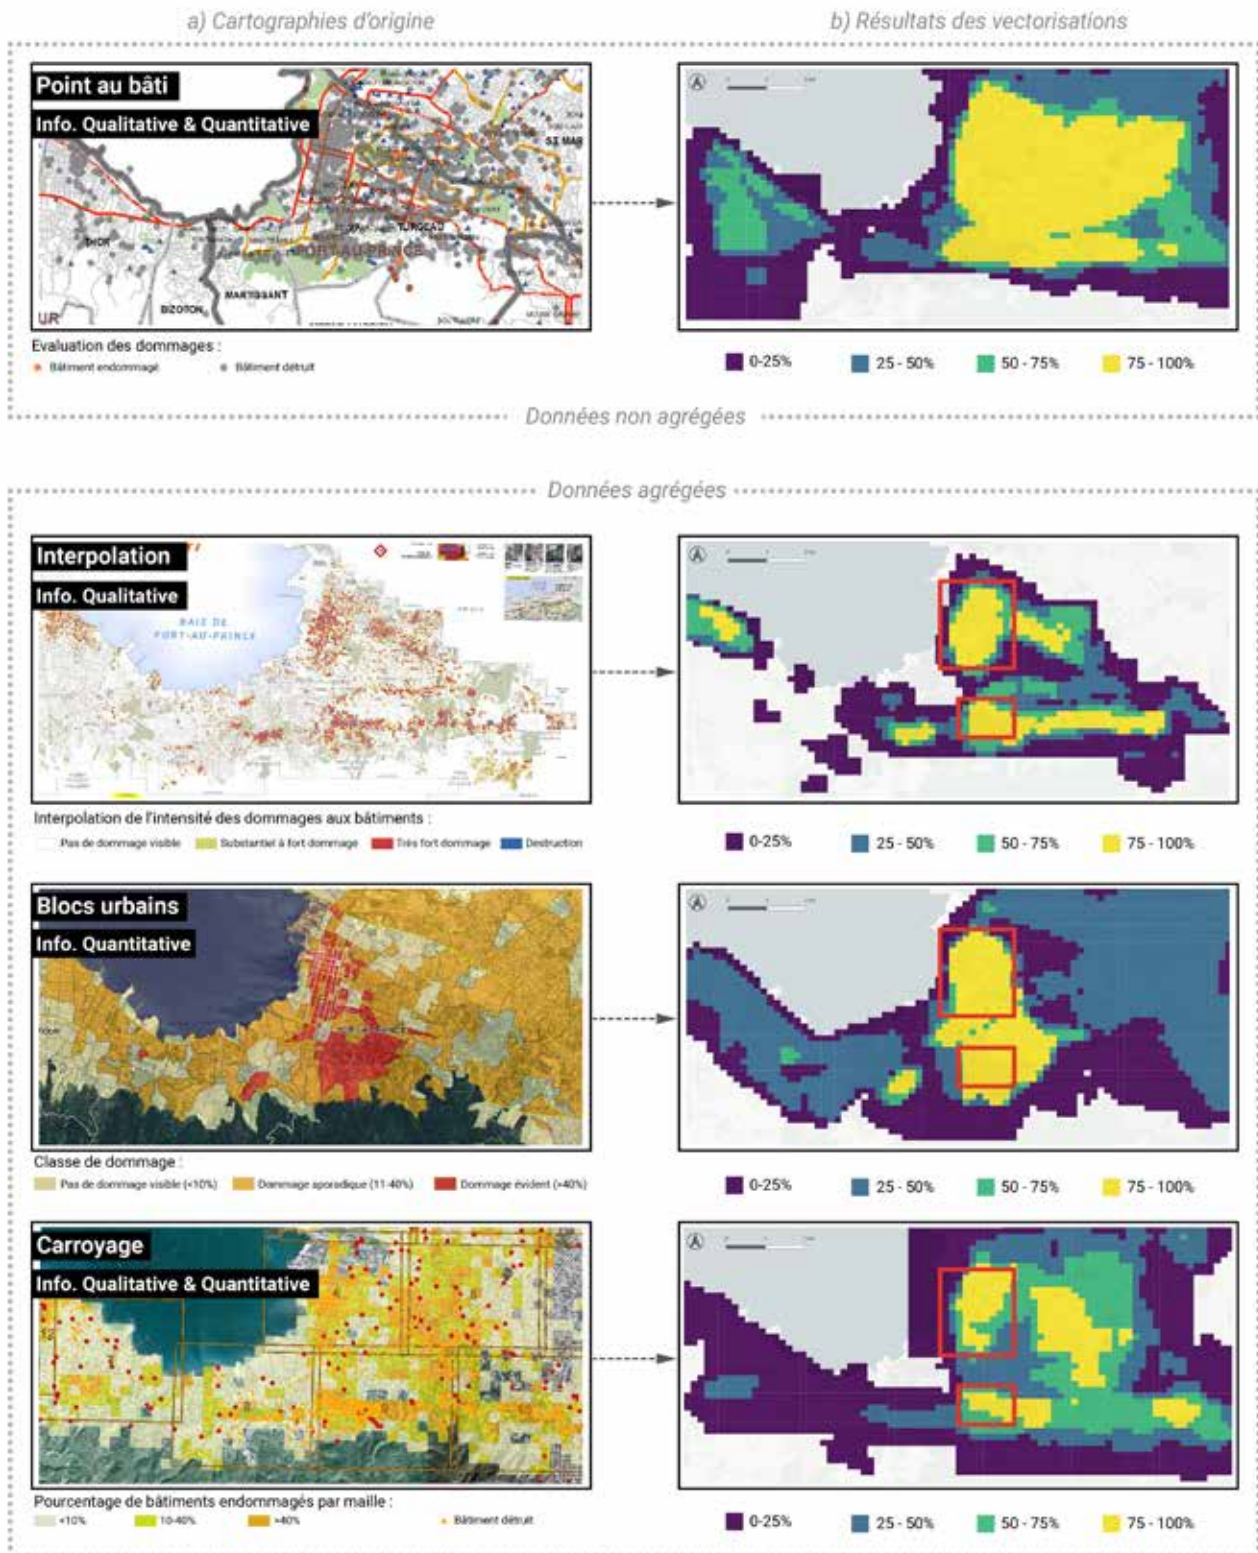 a) Cartographies d'origine
b) Résultats des vectorisations
Point au bâti
Info. Qualitative & Quantitative
ST MAR
THOR
TURGEAU
PORT-AU-PRINCE
MARTISSANT
BIZOTON
UR
Evaluation des dommages :
Bâtiment endommagé
Bâtiment détruit
0-25%
25 - 50%
50 - 75%
75 - 100%
Données non agrégées
Données agrégées
Interpolation
Info. Qualitative
BAIE DE
PORT-AU-PRINCE
Interpolation de l'intensité des dommages aux bâtiments :
Pas de dommage visible
Substantiel à fort dommage
Très fort dommage
Destruction
0-25%
25 - 50%
50 - 75%
75 - 100%
Blocs urbains
Info. Quantitative
Classe de dommage :
Pas de dommage visible (<10%)
Dommage sporadique (11-40%)
Dommage évident (>40%)
0-25%
25 - 50%
50 - 75%
75 - 100%
Carroyage
Info. Qualitative & Quantitative
Pourcentage de bâtiments endommagés par maille :
<10%
10-40%
>40%
Bâtiment détruit
0-25%
25 - 50%
50 - 75%
75 - 100%